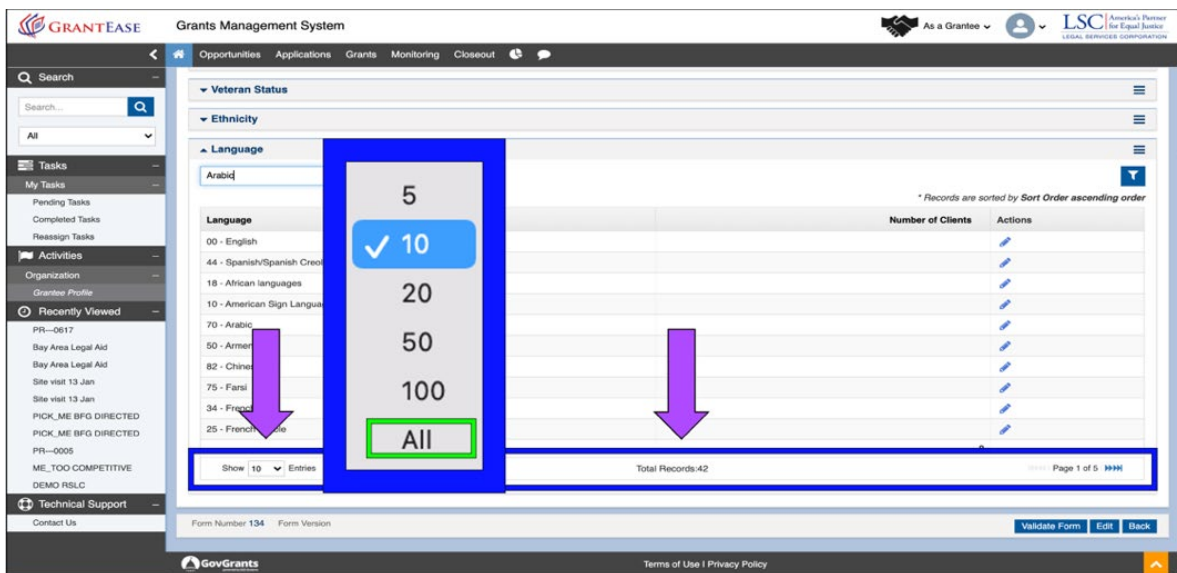 GRANTEASE
Grants Management System
As a Grantee
LSC
America's Partner
for Equal Justice
LEGAL SERVICES CORPORATION
Opportunities Applications Grants Monitoring Closeout
Search
Search...
All
Tasks
My Tasks
Pending Tasks
Completed Tasks
Reassign Tasks
Activities
Organization
Grantee Profile
Recently Viewed
PR---0617
Bay Area Legal Aid
Bay Area Legal Aid
Site visit 13 Jan
Site visit 13 Jan
PICK_ME BFG DIRECTED
PICK_ME BFG DIRECTED
PR---0005
ME_TOO COMPETITIVE
DEMO RSLC
Technical Support
Contact Us
Veteran Status
Ethnicity
Language
Arabic
* Records are sorted by Sort Order ascending order
Language Number of Clients Actions
00 - English
44 - Spanish/Spanish Creol
18 - African languages
10 - American Sign Langua
70 - Arabic
50 - Armen
82 - Chine
75 - Farsi
34 - French
25 - French
5
10
20
50
100
All
Show 10 Entries Total Records:42 Page 1 of 5
Form Number 134 Form Version
Validate Form Edit Back
GovGrants
Terms of Use | Privacy Policy